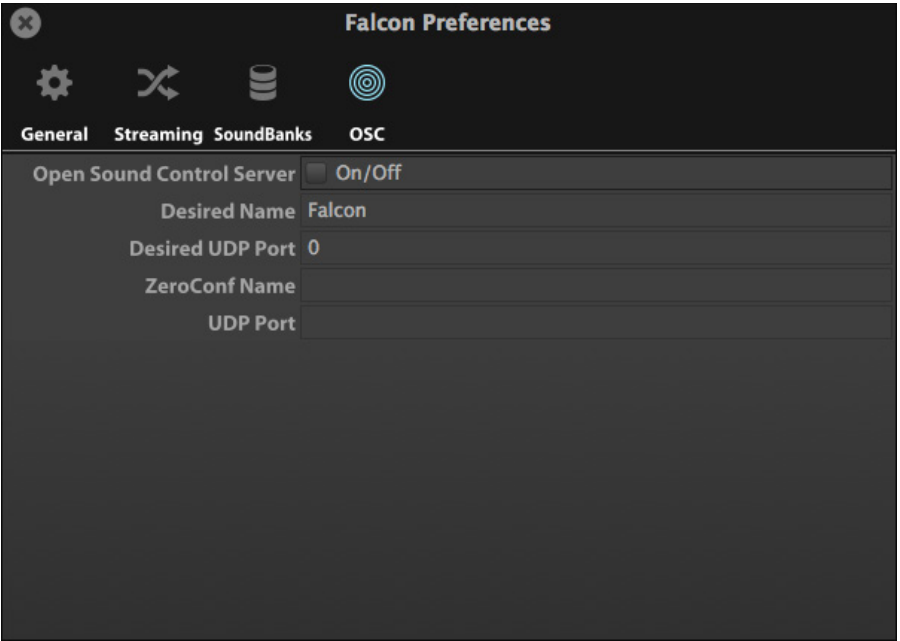 Falcon Preferences
General Streaming SoundBanks OSC
Open Sound Control Server On/Off
Desired Name Falcon
Desired UDP Port 0
ZeroConf Name
UDP Port